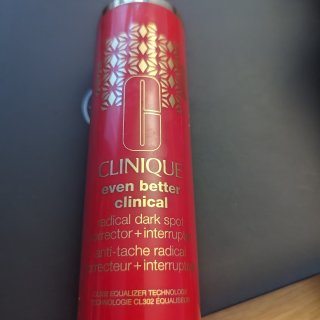 C
CLINIQUE
even better
clinical
radical dark spot
corrector + interrupter
anti-tache radical
correcteur + interrupteur
CL302 EQUALIZER TECHNOLOGY
TECHNOLOGIE CL302 ÉQUALISEUR